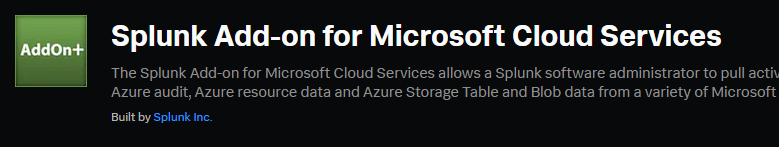 AddOn+
Splunk Add-on for Microsoft Cloud Services
The Splunk Add-on for Microsoft Cloud Services allows a Splunk software administrator to pull activ
Azure audit, Azure resource data and Azure Storage Table and Blob data from a variety of Microsoft
Built by Splunk Inc.